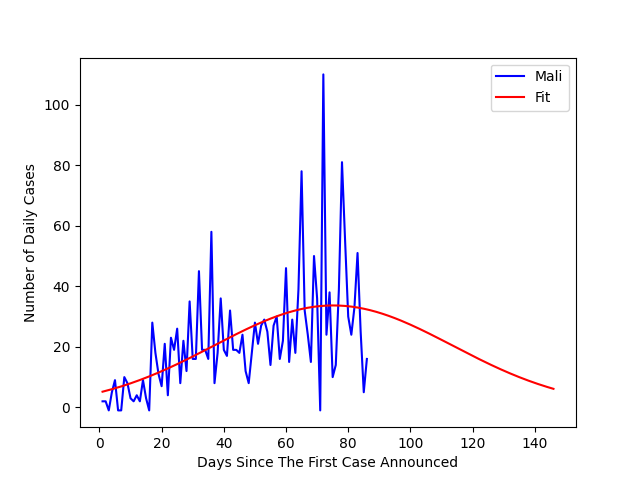 Mali
Fit
Number of Daily Cases
100
80
60
40
20
0
0 20 40 60 80 100 120 140
Days Since The First Case Announced